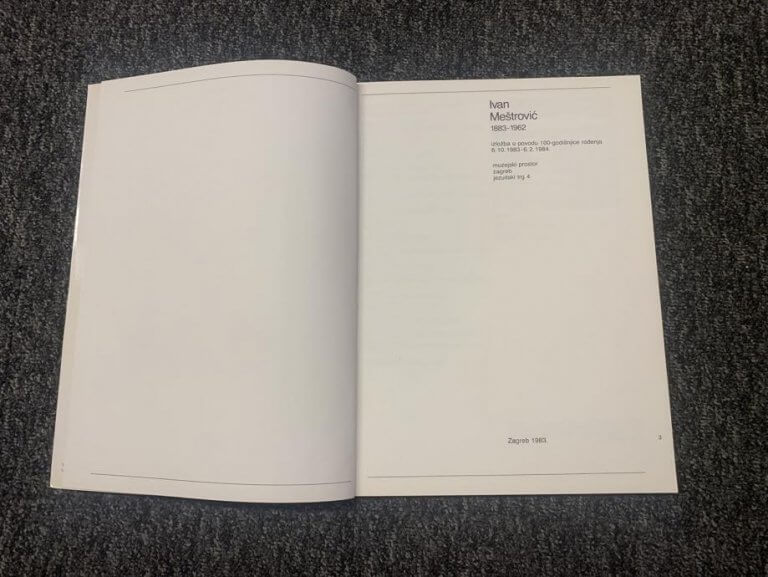 Ivan
Meštrović
1883-1962
izložba u povodu 100-godišnjice rođenja
6. 10. 1983-6. 2. 1984.
muzejski prostor
zagreb
jezuitski trg 4
Zagreb 1983.
3